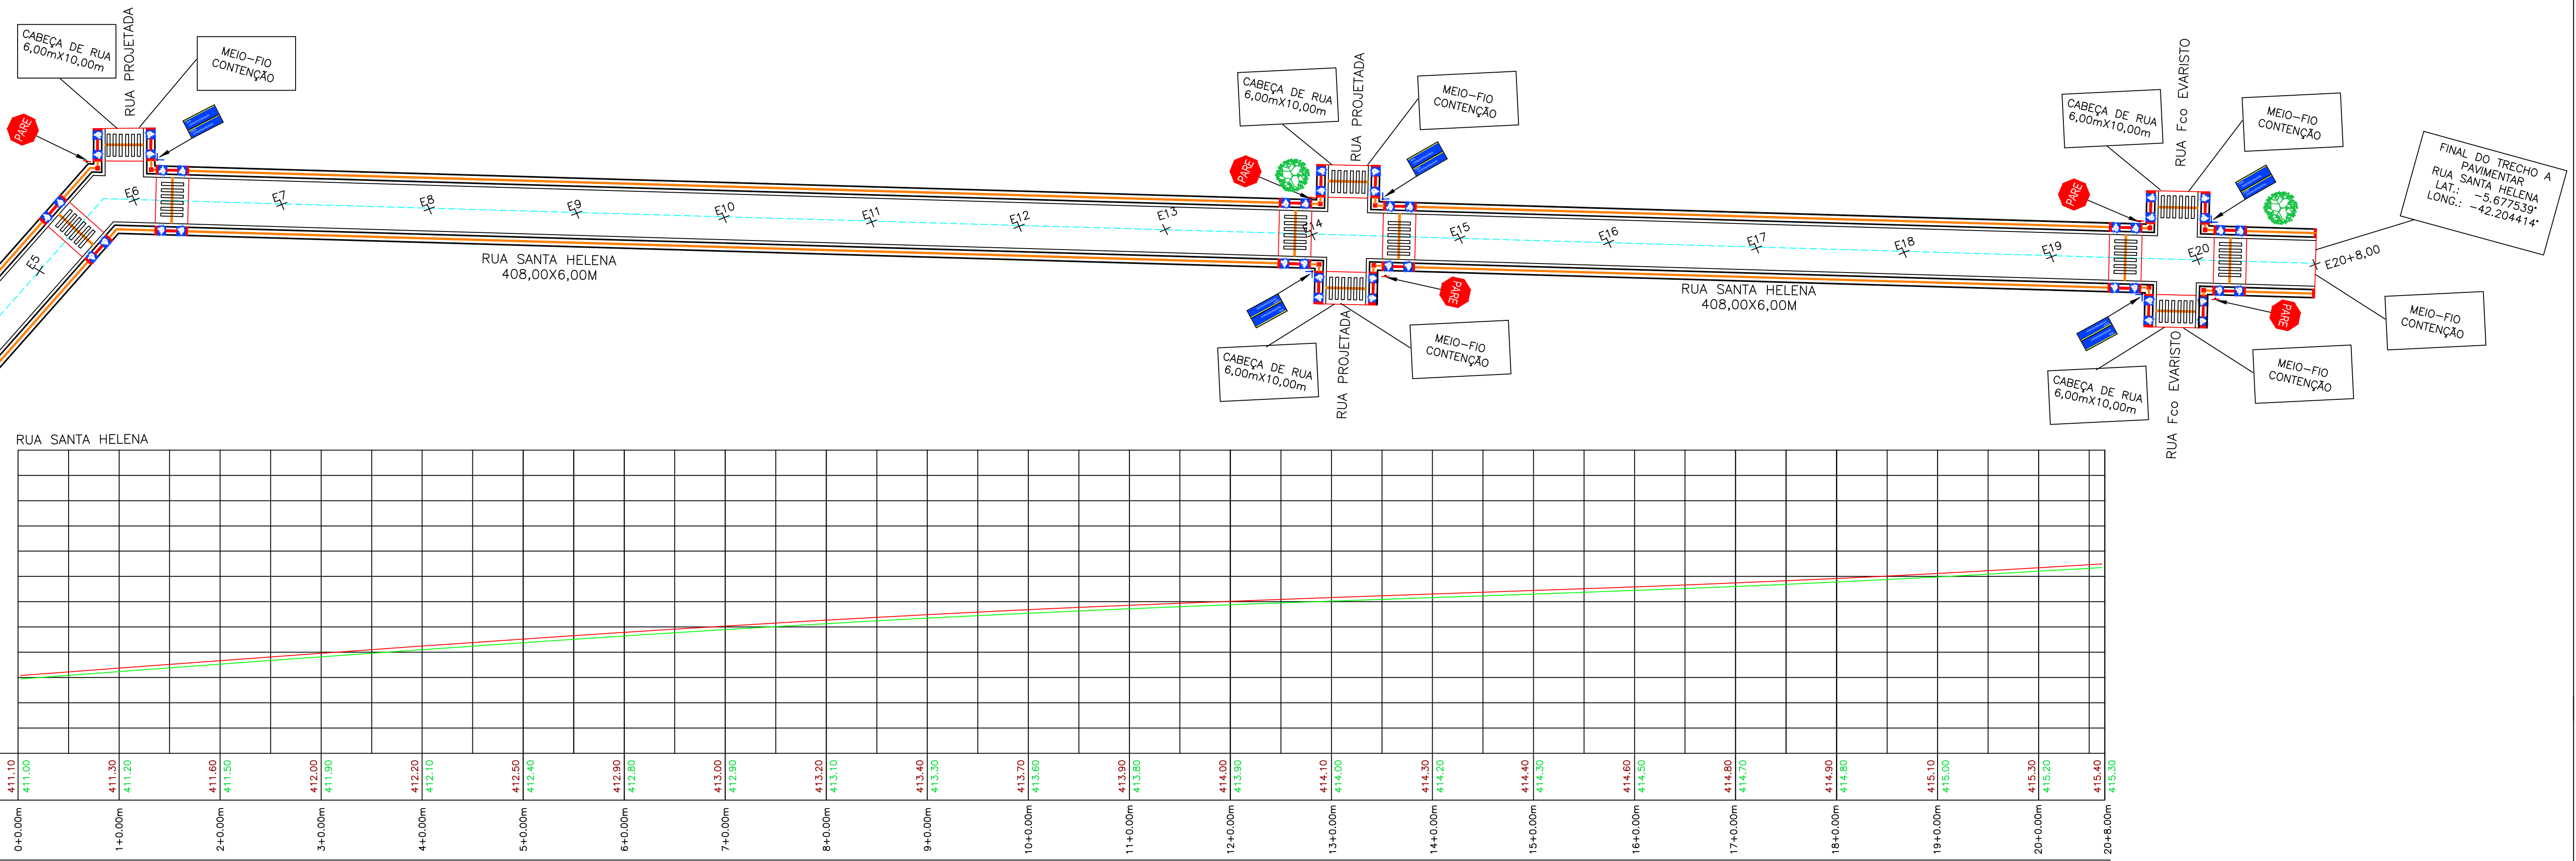 CABEÇA DE RUA
6,00mX10,00m
RUA PROJETADA
MEIO-FIO
CONTENÇÃO
PARE
E5
E6
E7
E8
E9
E10
E11
E12
E13
E14
E15
E16
E17
E18
E19
E20
E20+8,00
RUA SANTA HELENA
408,00X6,00M
CABEÇA DE RUA
6,00mX10,00m
RUA PROJETADA
MEIO-FIO
CONTENÇÃO
PARE
PARE
CABEÇA DE RUA
6,00mX10,00m
RUA PROJETADA
MEIO-FIO
CONTENÇÃO
RUA SANTA HELENA
408,00X6,00M
CABEÇA DE RUA
6,00mX10,00m
RUA Fco EVARISTO
MEIO-FIO
CONTENÇÃO
PARE
PARE
CABEÇA DE RUA
6,00mX10,00m
RUA Fco EVARISTO
MEIO-FIO
CONTENÇÃO
MEIO-FIO
CONTENÇÃO
FINAL DO TRECHO A
PAVIMENTAR
RUA SANTA HELENA
LAT.: -5.677539°
LONG.: -42.204414°
RUA SANTA HELENA
411.10
411.00
411.30
411.20
411.60
411.50
412.00
411.90
412.20
412.10
412.50
412.40
412.90
412.80
413.00
412.90
413.20
413.10
413.40
413.30
413.70
413.60
413.90
413.80
414.00
413.90
414.10
414.00
414.30
414.20
414.40
414.30
414.60
414.50
414.80
414.70
414.90
414.80
415.10
415.00
415.30
415.20
415.40
415.30
0+0.00m
1+0.00m
2+0.00m
3+0.00m
4+0.00m
5+0.00m
6+0.00m
7+0.00m
8+0.00m
9+0.00m
10+0.00m
11+0.00m
12+0.00m
13+0.00m
14+0.00m
15+0.00m
16+0.00m
17+0.00m
18+0.00m
19+0.00m
20+0.00m
20+8.00m